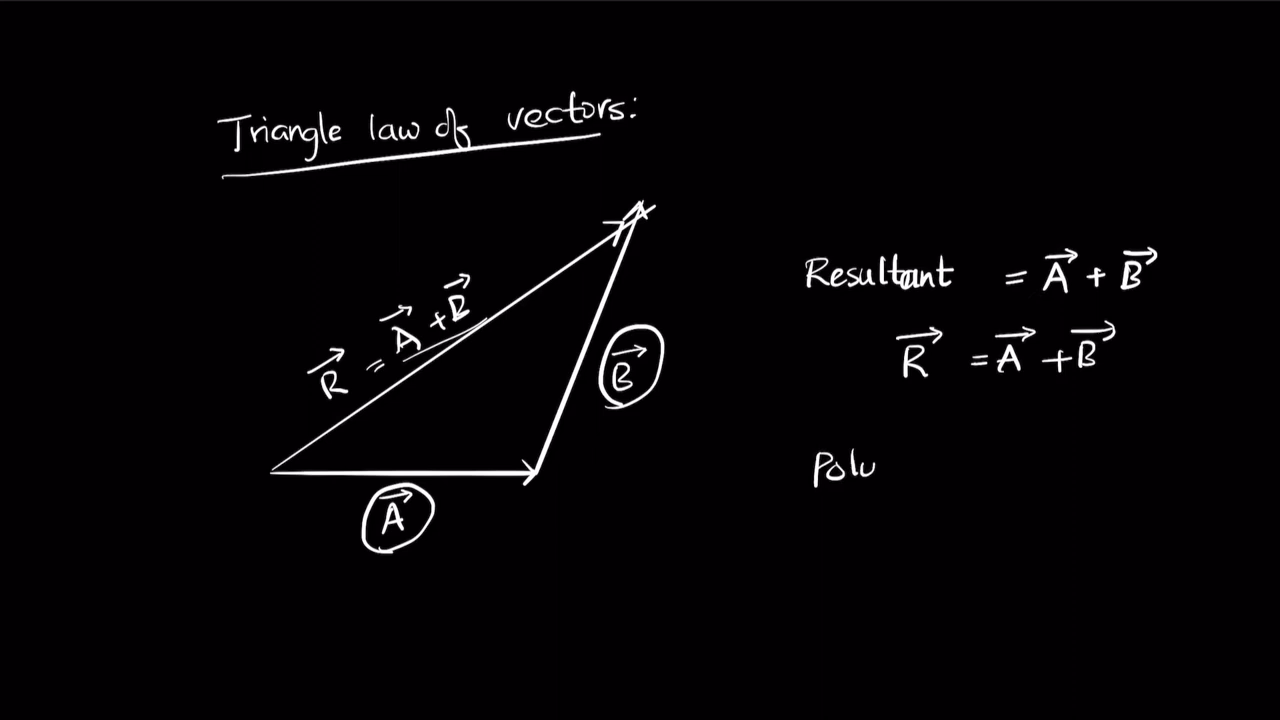 Triangle law of vectors:
R⃗ = A⃗ + B⃗
B⃗
A⃗
Resultant = A⃗ + B⃗
R⃗ = A⃗ + B⃗
Polu